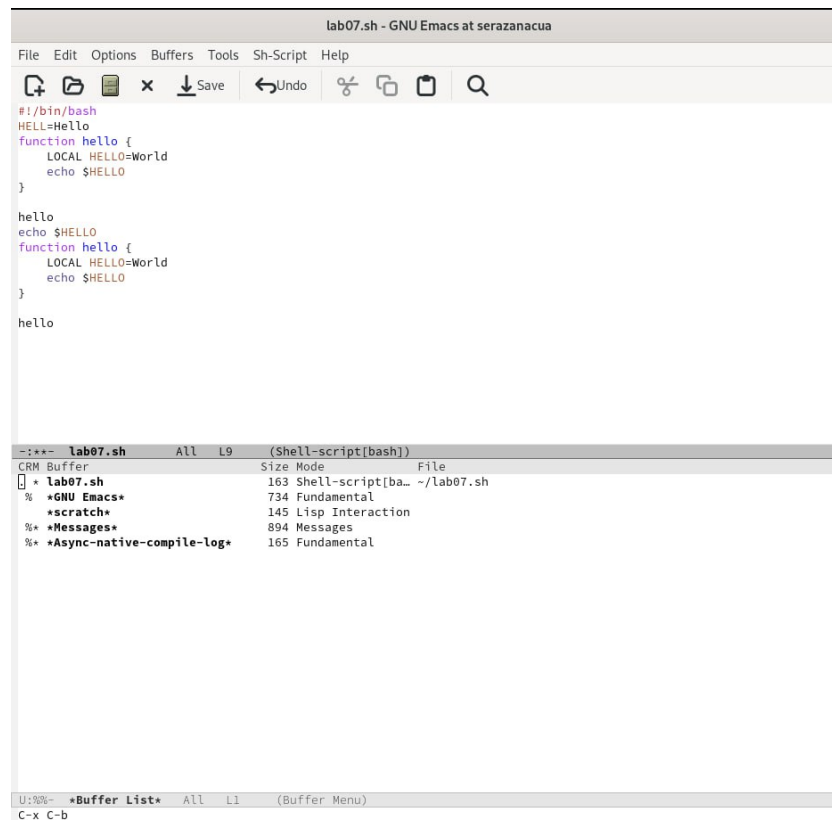 lab07.sh - GNU Emacs at serazanacua
File Edit Options Buffers Tools Sh-Script Help
Save Undo
#!/bin/bash
HELL=Hello
function hello {
    LOCAL HELLO=World
    echo $HELLO
}
hello
echo $HELLO
function hello {
    LOCAL HELLO=World
    echo $HELLO
}
hello
-:**-  lab07.sh       All   L9     (Shell-script[bash])
CRM Buffer                      Size Mode             File
. * lab07.sh                     163 Shell-script[ba… ~/lab07.sh
 %  *GNU Emacs*                  734 Fundamental
    *scratch*                    145 Lisp Interaction
 %* *Messages*                   894 Messages
 %* *Async-native-compile-log*   165 Fundamental
U:%%-  *Buffer List*   All   L1     (Buffer Menu)
C-x C-b